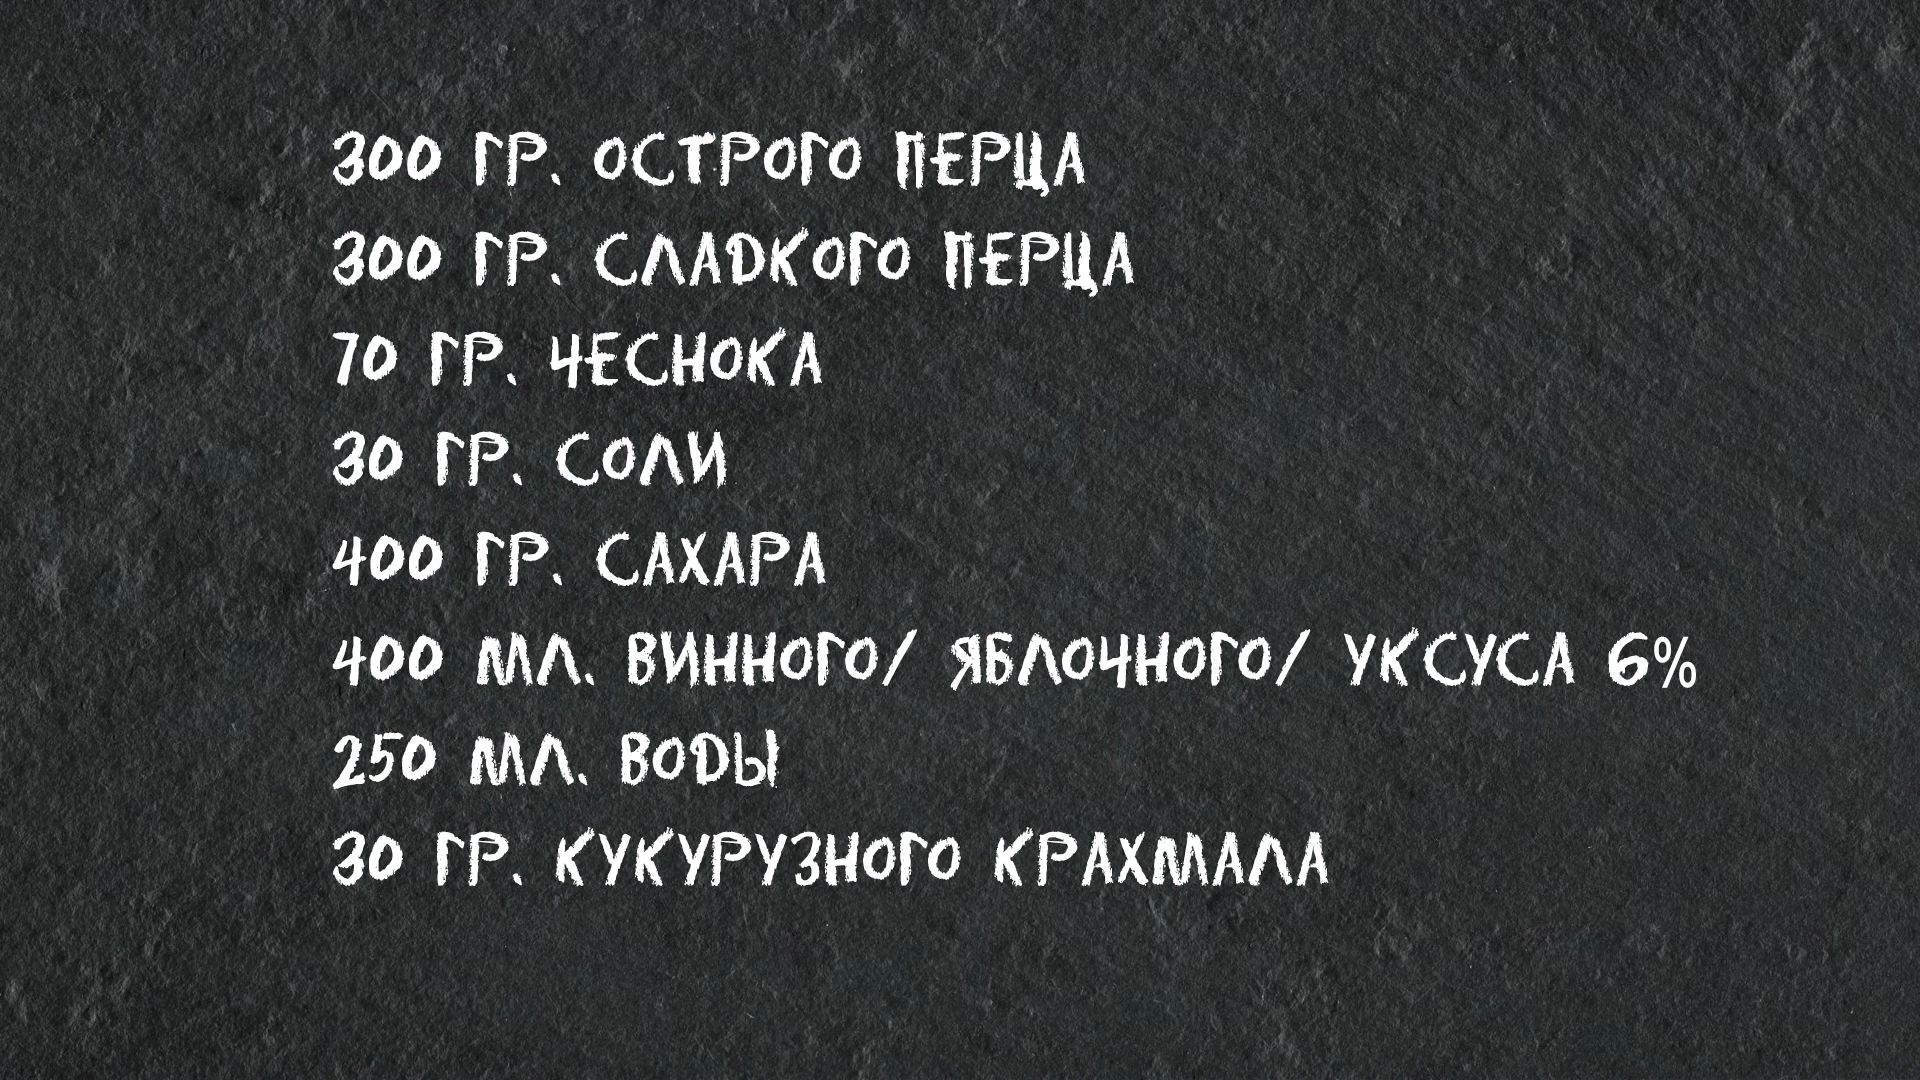 300 ГР. ОСТРОГО ПЕРЦА
300 ГР. СЛАДКОГО ПЕРЦА
70 ГР. ЧЕСНОКА
30 ГР. СОЛИ
400 ГР. САХАРА
400 МЛ. ВИННОГО/ ЯБЛОЧНОГО/ УКСУСА 6%
250 МЛ. ВОДЫ
30 ГР. КУКУРУЗНОГО КРАХМАЛА